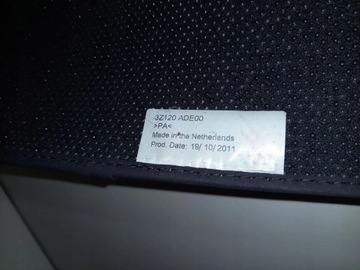 3Z120 ADE00
>PA<
Made in the Netherlands
Prod. Date: 19/ 10/ 2011